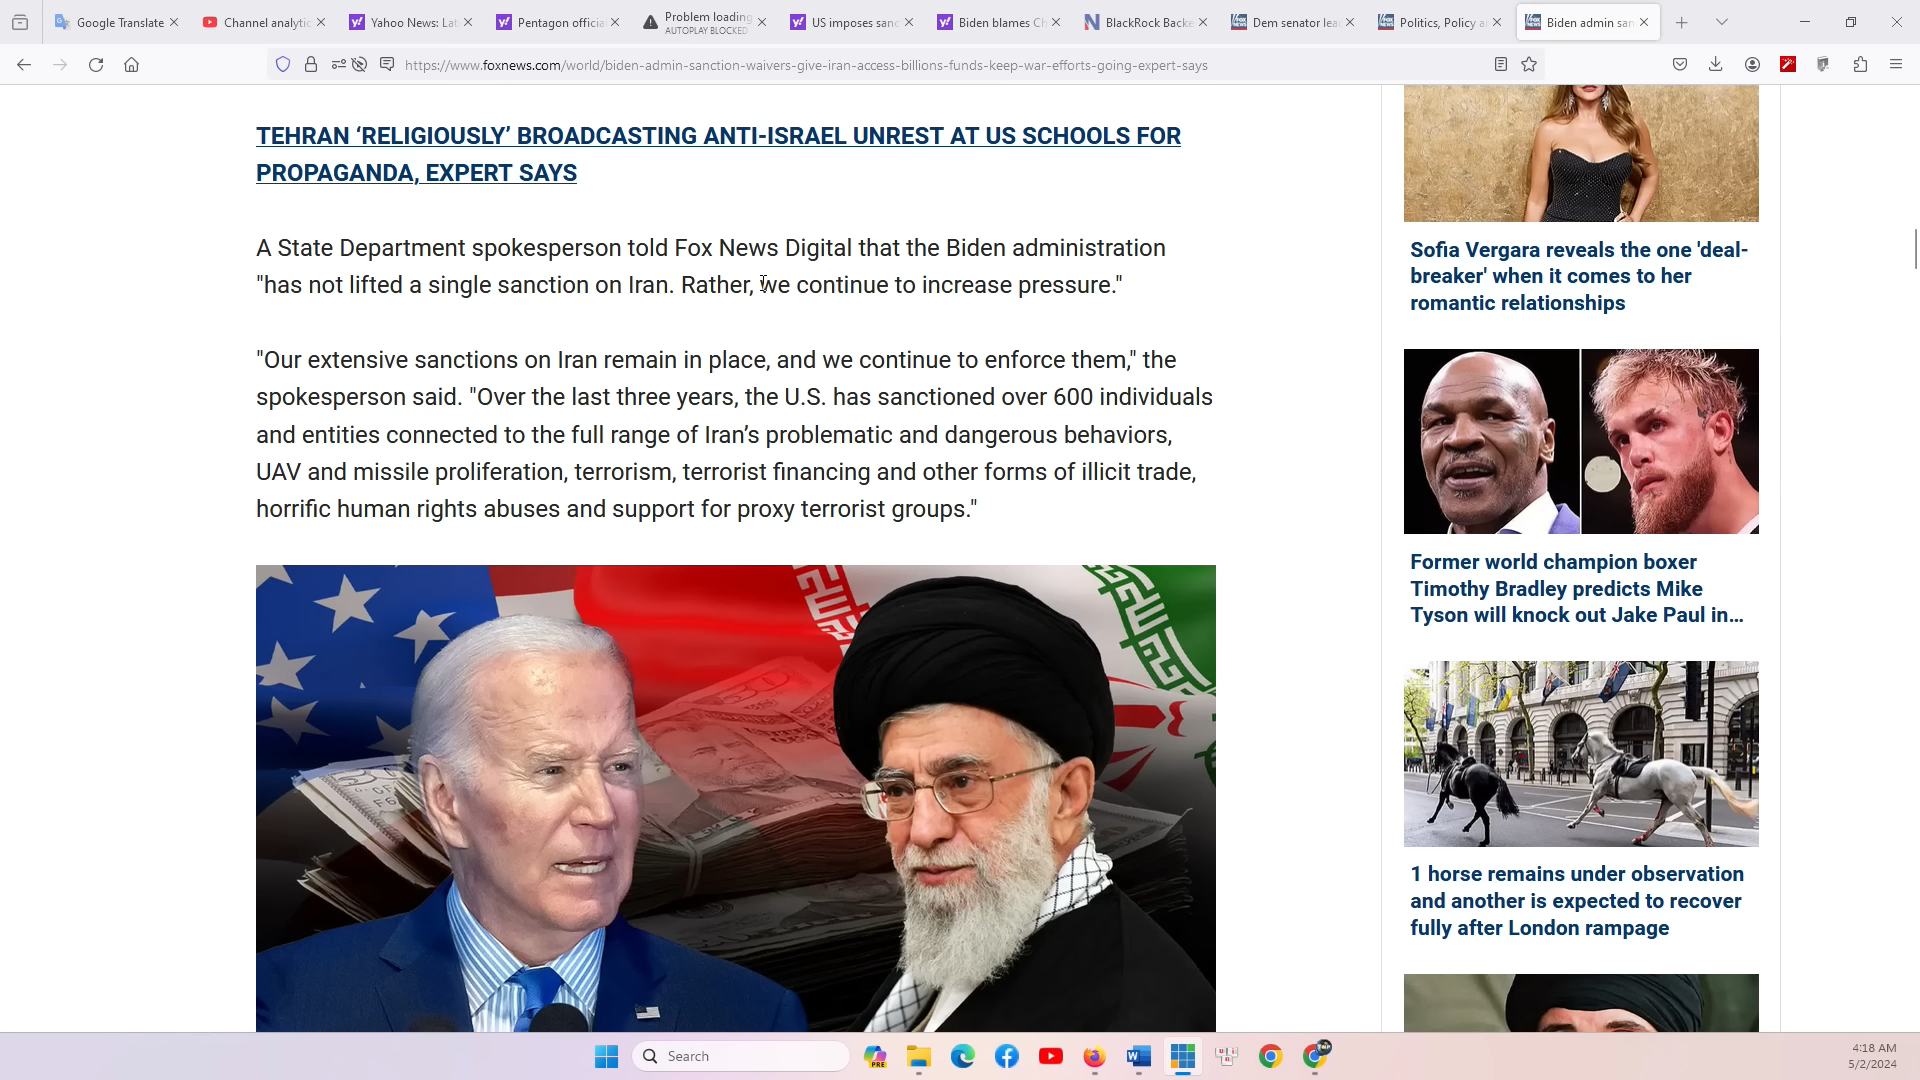 Google Translate
Channel analytic
Yahoo News: Lat
Pentagon officia
Problem loading
AUTOPLAY BLOCKED
US imposes sanc
Biden blames Ch
BlackRock Backe
Dem senator lea
Politics, Policy a
Biden admin san
https://www.foxnews.com/world/biden-admin-sanction-waivers-give-iran-access-billions-funds-keep-war-efforts-going-expert-says
TEHRAN ‘RELIGIOUSLY’ BROADCASTING ANTI-ISRAEL UNREST AT US SCHOOLS FOR
PROPAGANDA, EXPERT SAYS
A State Department spokesperson told Fox News Digital that the Biden administration
"has not lifted a single sanction on Iran. Rather, we continue to increase pressure."
"Our extensive sanctions on Iran remain in place, and we continue to enforce them," the
spokesperson said. "Over the last three years, the U.S. has sanctioned over 600 individuals
and entities connected to the full range of Iran’s problematic and dangerous behaviors,
UAV and missile proliferation, terrorism, terrorist financing and other forms of illicit trade,
horrific human rights abuses and support for proxy terrorist groups."
Sofia Vergara reveals the one 'deal-
breaker' when it comes to her
romantic relationships
Former world champion boxer
Timothy Bradley predicts Mike
Tyson will knock out Jake Paul in…
1 horse remains under observation
and another is expected to recover
fully after London rampage
Search
PRE
4:18 AM
5/2/2024